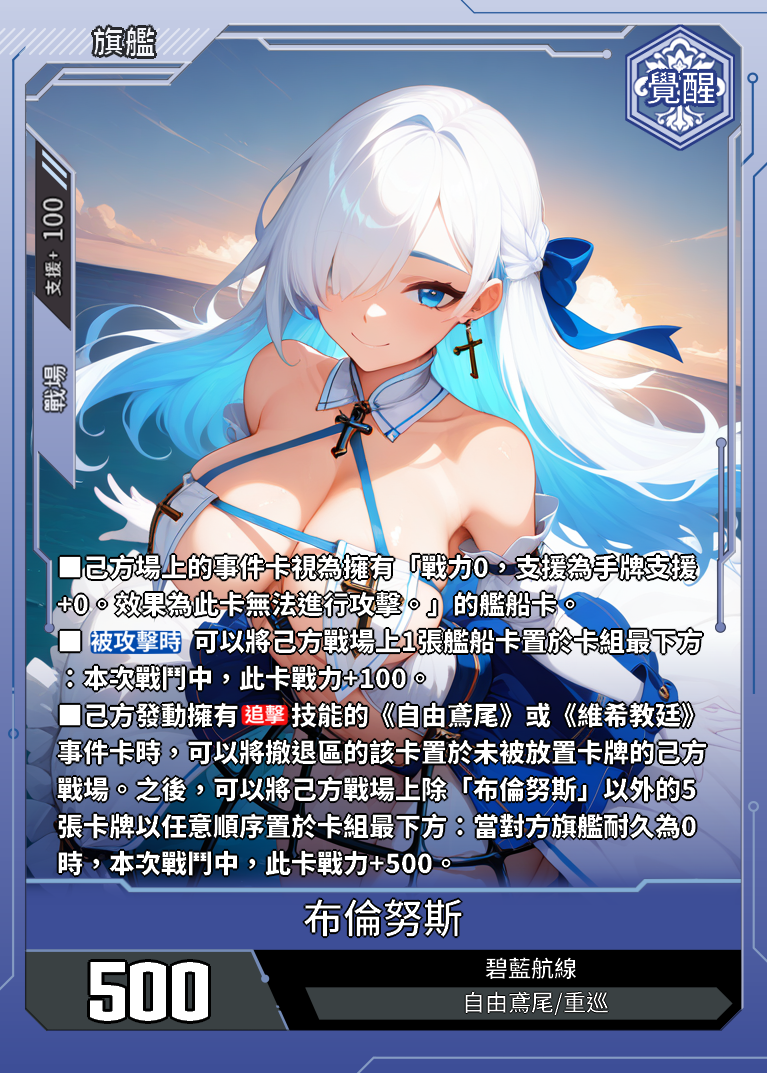 旗艦
覺醒
支援+ 100
戰場
■己方場上的事件卡視為擁有「戰力0，支援為手牌支援
+0。效果為此卡無法進行攻擊。」的艦船卡。
■ 被攻擊時 可以將己方戰場上1張艦船卡置於卡組最下方
：本次戰鬥中，此卡戰力+100。
■己方發動擁有 追擊 技能的《自由鳶尾》或《維希教廷》
事件卡時，可以將撤退區的該卡置於未被放置卡牌的己方
戰場。之後，可以將己方戰場上除「布倫努斯」以外的5
張卡牌以任意順序置於卡組最下方：當對方旗艦耐久為0
時，本次戰鬥中，此卡戰力+500。
布倫努斯
500
碧藍航線
自由鳶尾/重巡